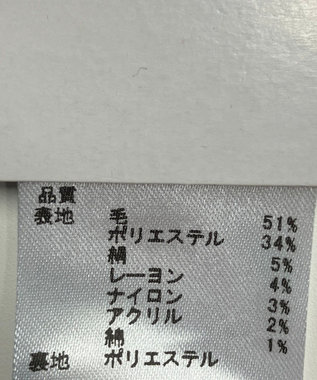 品質
表地 毛 51%
ポリエステル 34%
絹 5%
レーヨン 4%
ナイロン 3%
アクリル 2%
綿 1%
裏地 ポリエステル